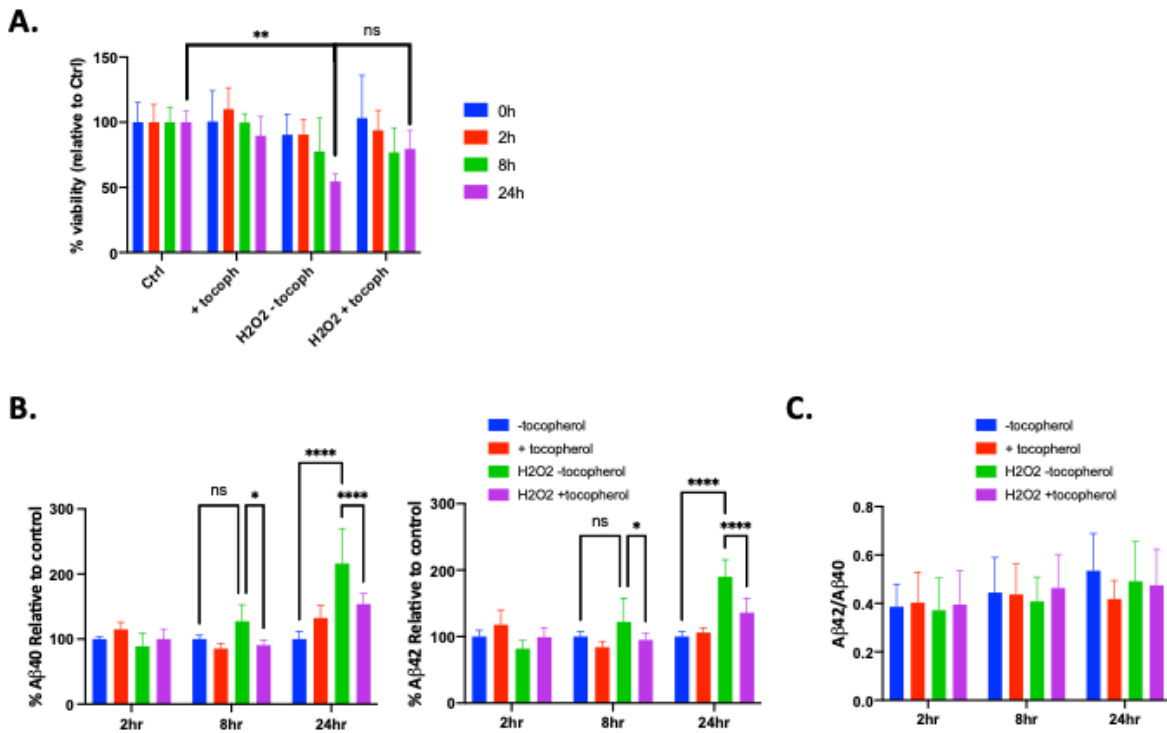 A.
**
ns
150
100
50
0
% viability (relative to Ctrl)
Ctrl
+ tocoph
H2O2 - tocoph
H2O2 + tocoph
0h
2h
8h
24h
B.
300
200
100
0
% Aβ40 Relative to control
ns
*
****
****
2hr
8hr
24hr
-tocopherol
+ tocopherol
H2O2 -tocopherol
H2O2 +tocopherol
300
200
100
0
% Aβ42 Relative to control
ns
*
****
****
2hr
8hr
24hr
C.
-tocopherol
+ tocopherol
H2O2 -tocopherol
H2O2 +tocopherol
0.8
0.6
0.4
0.2
0.0
Aβ42/Aβ40
2hr
8hr
24hr